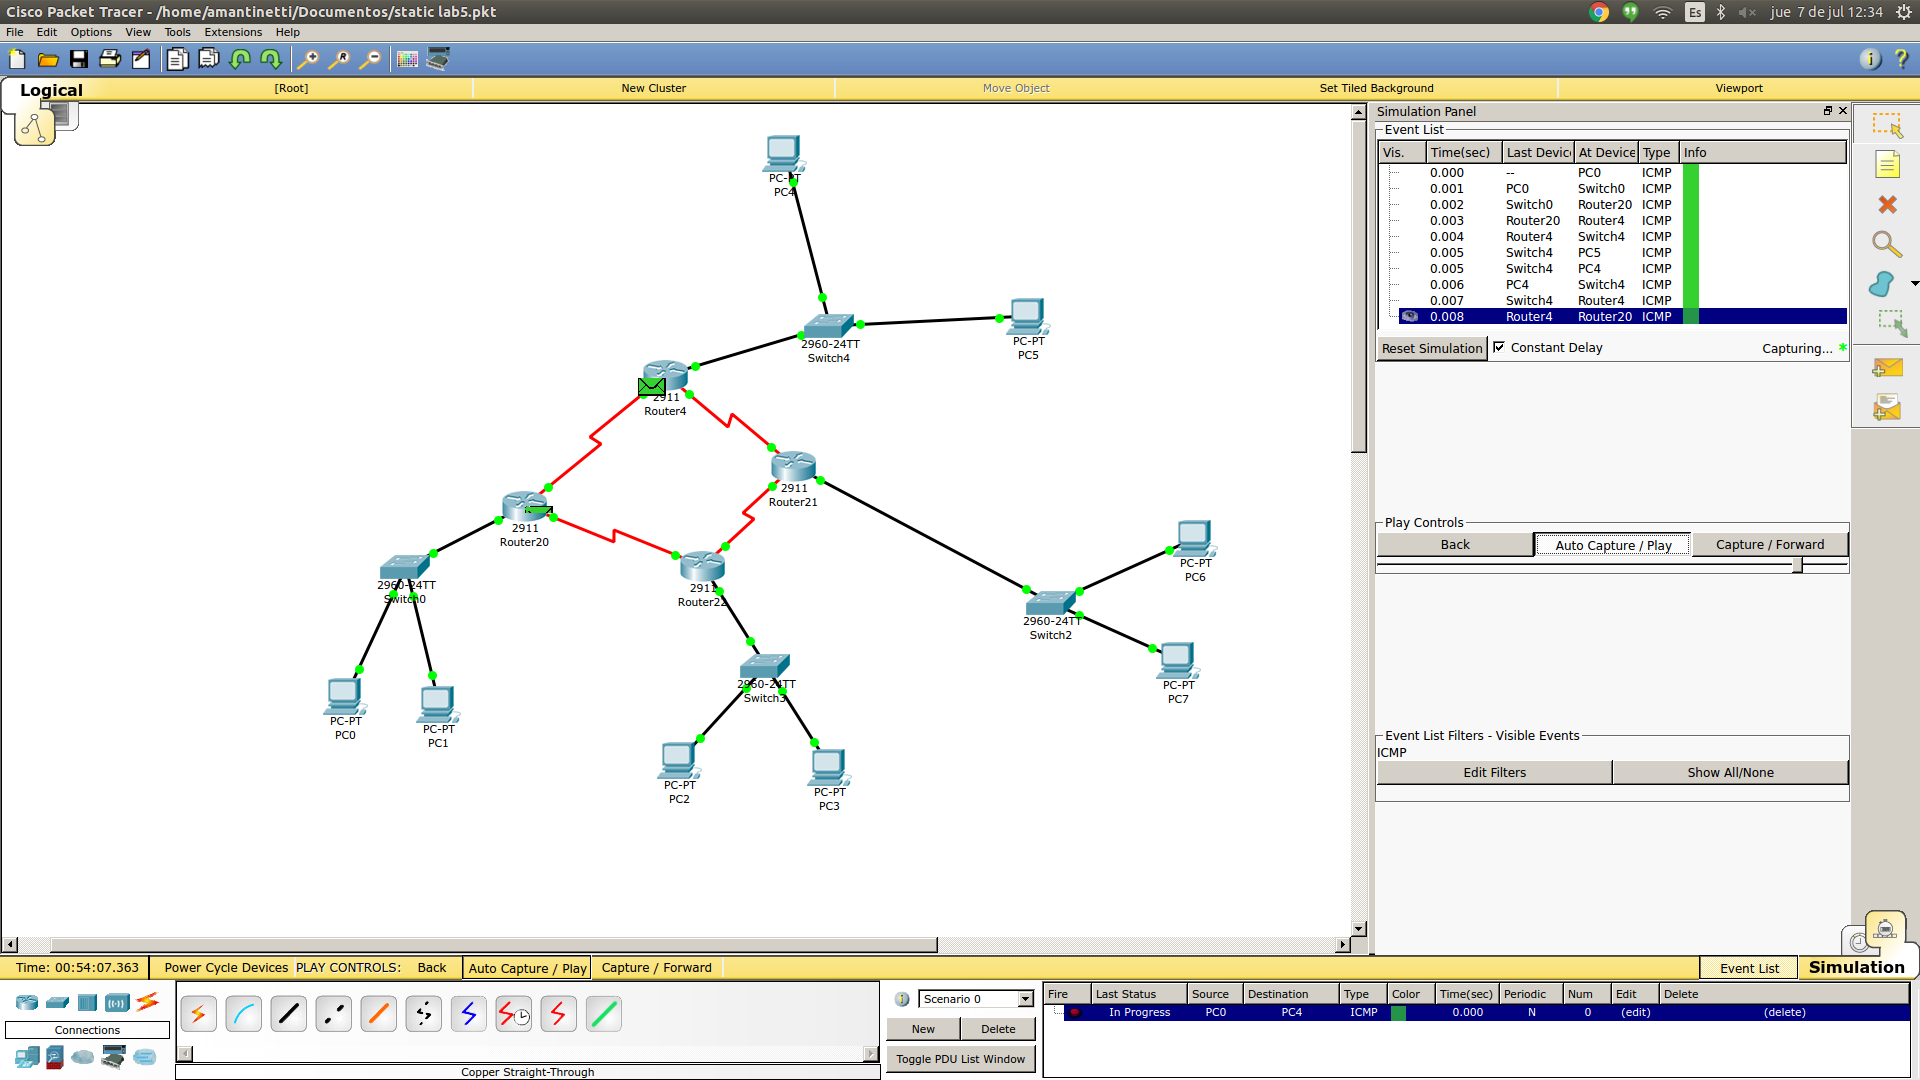 Cisco Packet Tracer - /home/amantinetti/Documentos/static lab5.pkt
Es
jue 7 de jul 12:34
File Edit Options View Tools Extensions Help
Logical
[Root]
New Cluster
Move Object
Set Tiled Background
Viewport
PC-PT
PC4
2960-24TT
Switch4
PC-PT
PC5
2911
Router4
2911
Router21
2911
Router20
2960-24TT
Switch0
2911
Router22
PC-PT
PC6
2960-24TT
Switch2
PC-PT
PC7
2960-24TT
Switch3
PC-PT
PC0
PC-PT
PC1
PC-PT
PC2
PC-PT
PC3
Simulation Panel
Event List
Vis. Time(sec) Last Devic At Device Type Info
0.000 -- PC0 ICMP
0.001 PC0 Switch0 ICMP
0.002 Switch0 Router20 ICMP
0.003 Router20 Router4 ICMP
0.004 Router4 Switch4 ICMP
0.005 Switch4 PC5 ICMP
0.005 Switch4 PC4 ICMP
0.006 PC4 Switch4 ICMP
0.007 Switch4 Router4 ICMP
0.008 Router4 Router20 ICMP
Reset Simulation Constant Delay Capturing... *
Play Controls
Back Auto Capture / Play Capture / Forward
Event List Filters - Visible Events
ICMP
Edit Filters Show All/None
Time: 00:54:07.363 Power Cycle Devices PLAY CONTROLS: Back Auto Capture / Play Capture / Forward
Event List Simulation
Connections
Copper Straight-Through
Scenario 0
New Delete
Toggle PDU List Window
Fire Last Status Source Destination Type Color Time(sec) Periodic Num Edit Delete
In Progress PC0 PC4 ICMP 0.000 N 0 (edit) (delete)